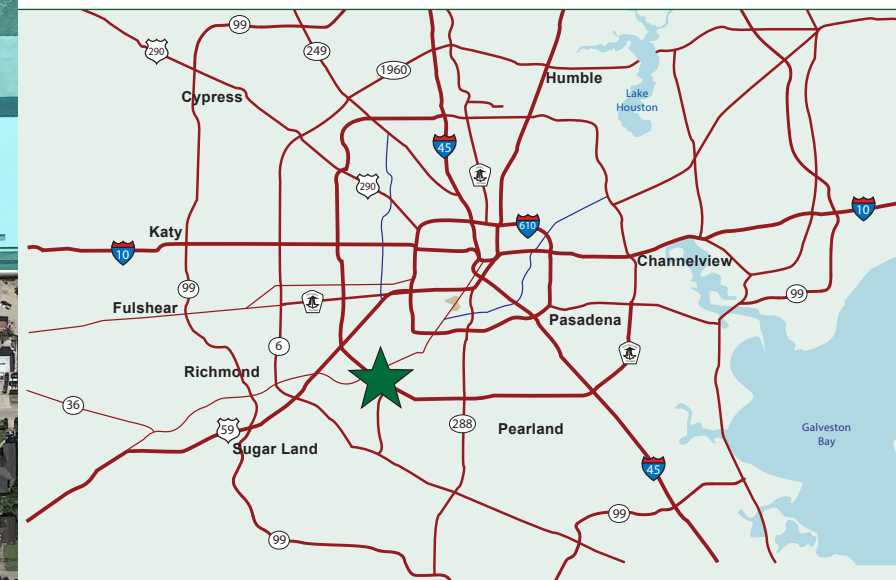 99
290
249
1960
Humble
Cypress
Lake
Houston
45
290
610
10
Katy
10
Channelview
99
99
Fulshear
Pasadena
6
Richmond
36
288
59
Pearland
Galveston
Bay
Sugar Land
45
99
99